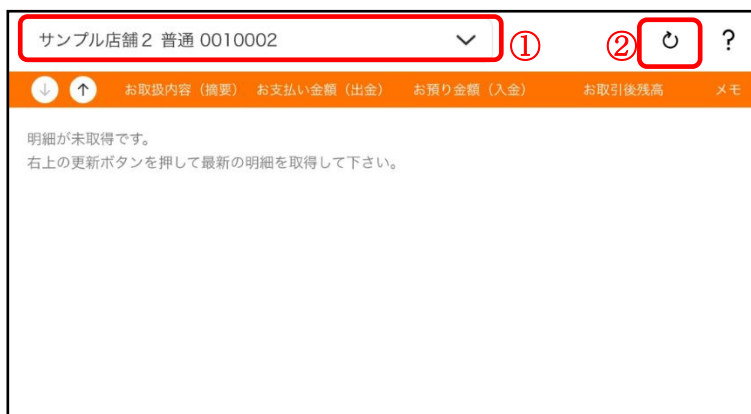 サンプル店舗2 普通 0010002 ① ② ?
↓ ↑ お取扱内容（摘要） お支払い金額（出金） お預り金額（入金） お取引後残高 メモ
明細が未取得です。
右上の更新ボタンを押して最新の明細を取得して下さい。